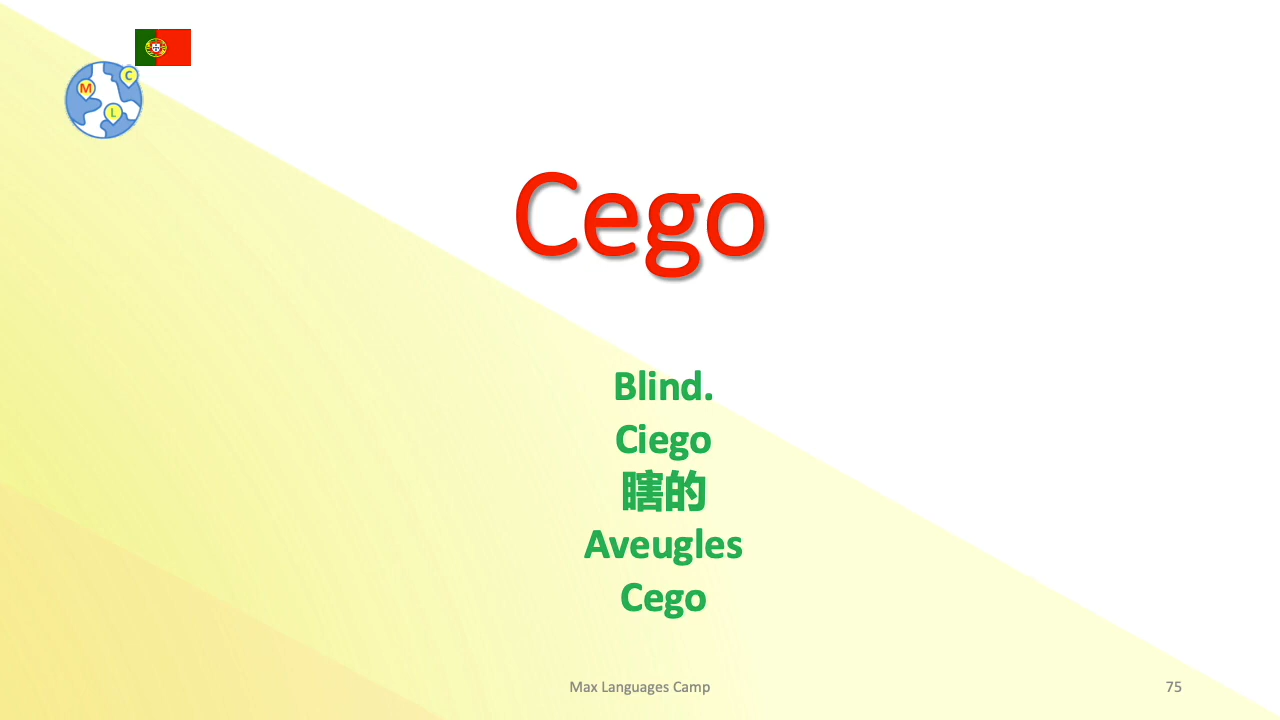 C
M
L
Cego
Blind.
Ciego
瞎的
Aveugles
Cego
Max Languages Camp
75